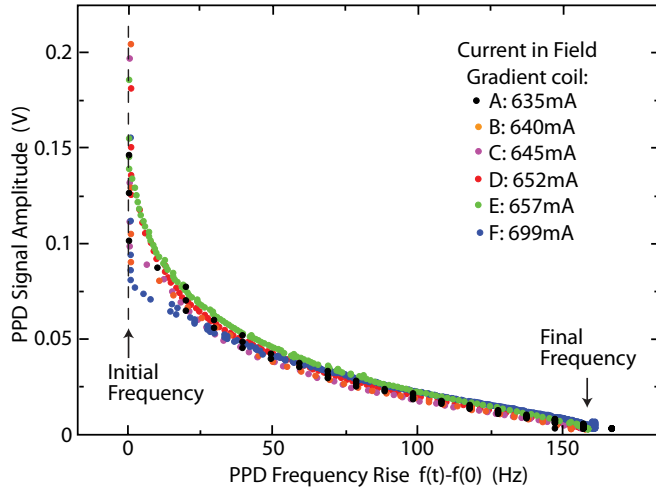 0.2
0.15
0.1
0.05
0
PPD Signal Amplitude (V)
Current in Field
Gradient coil:
A: 635mA
B: 640mA
C: 645mA
D: 652mA
E: 657mA
F: 699mA
Initial
Frequency
Final
Frequency
0 50 100 150
PPD Frequency Rise f(t)-f(0) (Hz)